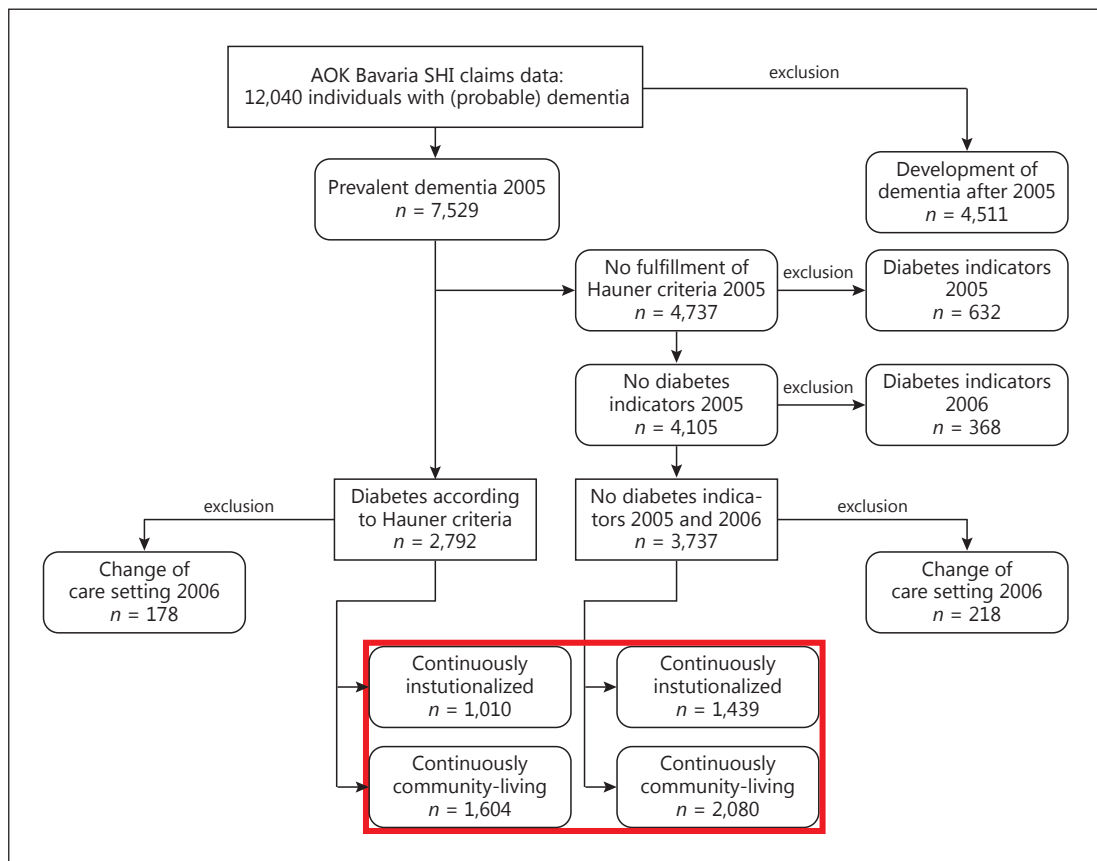 AOK Bavaria SHI claims data:
12,040 individuals with (probable) dementia
exclusion
Prevalent dementia 2005
n = 7,529
Development of
dementia after 2005
n = 4,511
No fulfillment of
Hauner criteria 2005
n = 4,737
exclusion
Diabetes indicators
2005
n = 632
No diabetes
indicators 2005
n = 4,105
exclusion
Diabetes indicators
2006
n = 368
exclusion
Diabetes according
to Hauner criteria
n = 2,792
No diabetes indica-
tors 2005 and 2006
n = 3,737
exclusion
Change of
care setting 2006
n = 178
Change of
care setting 2006
n = 218
Continuously
instutionalized
n = 1,010
Continuously
instutionalized
n = 1,439
Continuously
community-living
n = 1,604
Continuously
community-living
n = 2,080